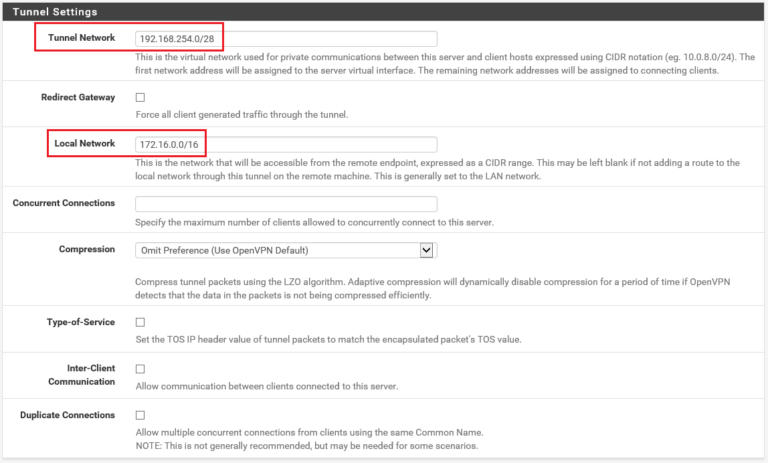 Tunnel Settings
Tunnel Network
192.168.254.0/28
This is the virtual network used for private communications between this server and client hosts expressed using CIDR notation (eg. 10.0.8.0/24). The
first network address will be assigned to the server virtual interface. The remaining network addresses will be assigned to connecting clients.
Redirect Gateway
Force all client generated traffic through the tunnel.
Local Network
172.16.0.0/16
This is the network that will be accessible from the remote endpoint, expressed as a CIDR range. This may be left blank if not adding a route to the
local network through this tunnel on the remote machine. This is generally set to the LAN network.
Concurrent Connections
Specify the maximum number of clients allowed to concurrently connect to this server.
Compression
Omit Preference (Use OpenVPN Default)
Compress tunnel packets using the LZO algorithm. Adaptive compression will dynamically disable compression for a period of time if OpenVPN
detects that the data in the packets is not being compressed efficiently.
Type-of-Service
Set the TOS IP header value of tunnel packets to match the encapsulated packet's TOS value.
Inter-Client
Communication
Allow communication between clients connected to this server.
Duplicate Connections
Allow multiple concurrent connections from clients using the same Common Name.
NOTE: This is not generally recommended, but may be needed for some scenarios.